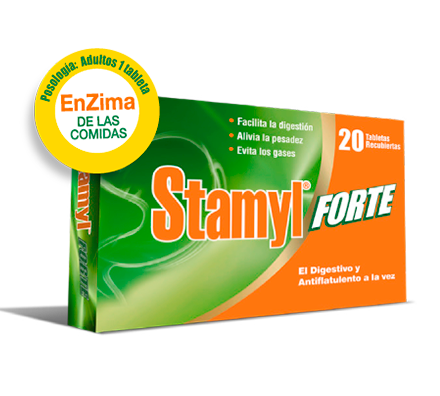 Posología: Adultos 1 tableta
EnZima
DE LAS
COMIDAS
• Facilita la digestión
• Alivia la pesadez
• Evita los gases
20 Tabletas
Recubiertas
Stamyl® FORTE
El Digestivo y
Antiflatulento a la vez
Stamyl FORTE